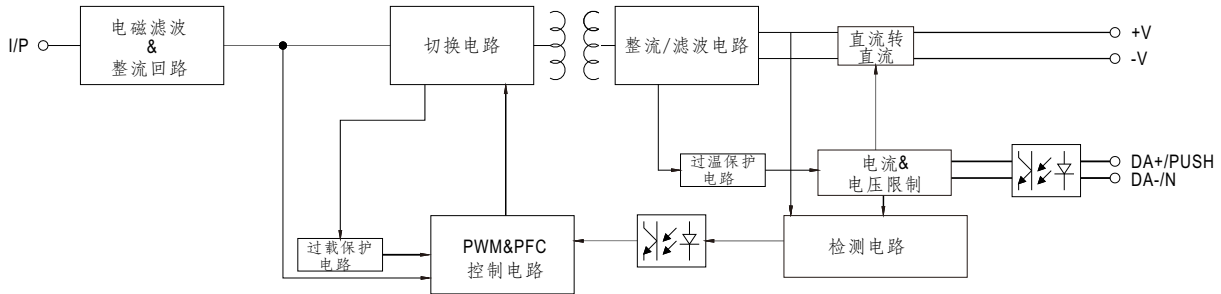 I/P
电磁滤波
&
整流回路
切换电路
整流/滤波电路
直流转
直流
+V
-V
过温保护
电路
电流&
电压限制
DA+/PUSH
DA-/N
过载保护
电路
PWM&PFC
控制电路
检测电路